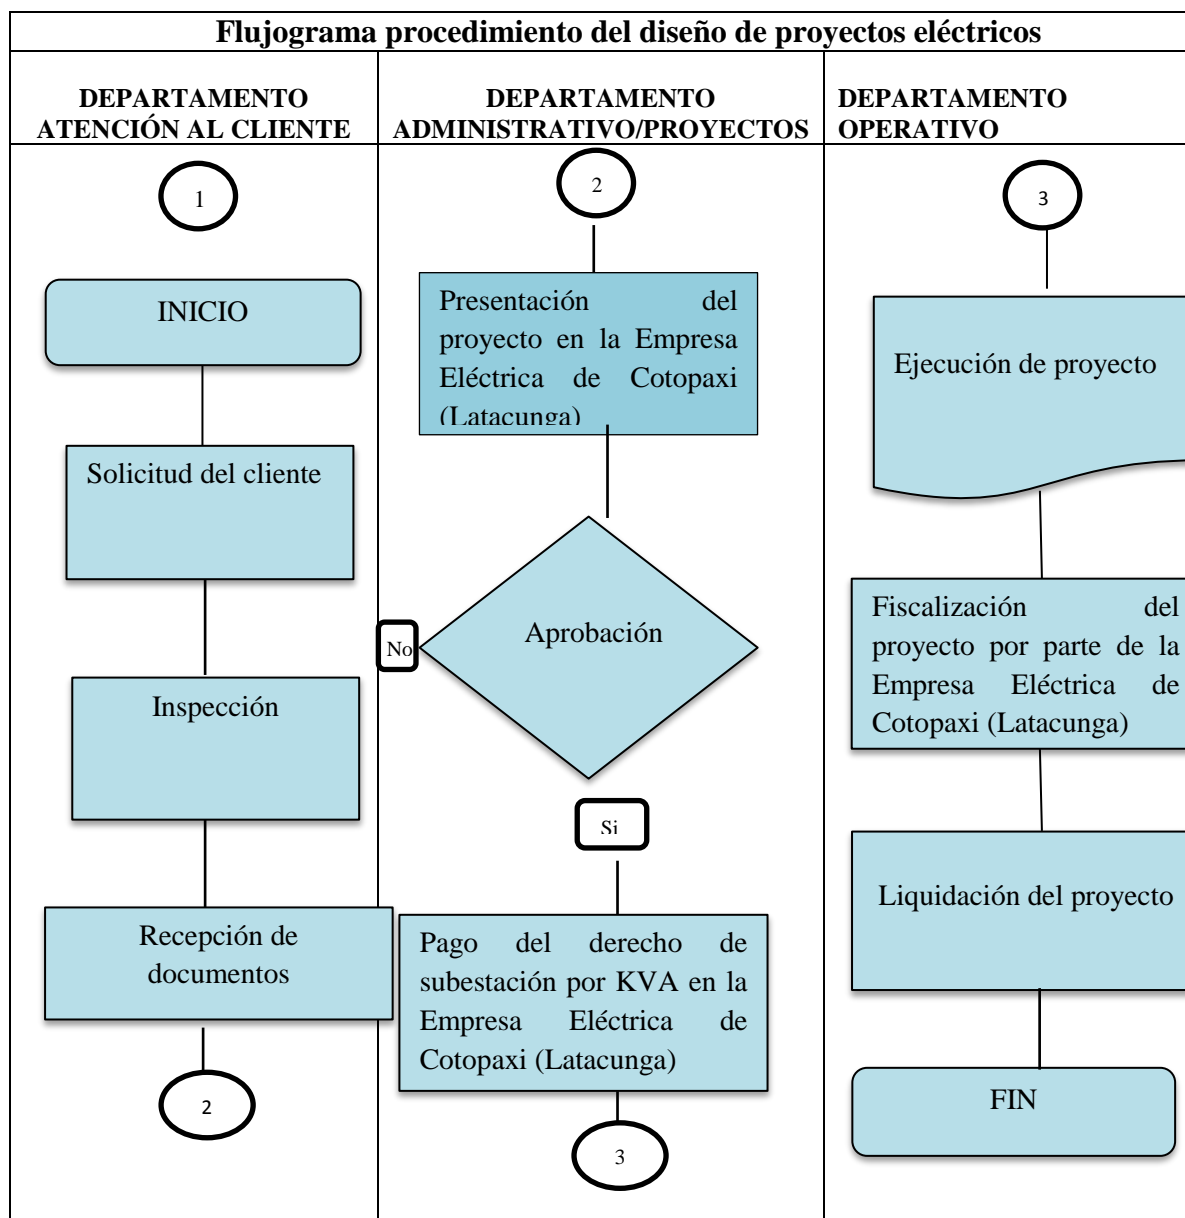 Flujograma procedimiento del diseño de proyectos eléctricos
DEPARTAMENTO
ATENCIÓN AL CLIENTE
DEPARTAMENTO
ADMINISTRATIVO/PROYECTOS
DEPARTAMENTO
OPERATIVO
1
INICIO
Solicitud del cliente
Inspección
Recepción de
documentos
2
2
Presentación del
proyecto en la Empresa
Eléctrica de Cotopaxi
(Latacunga)
Aprobación
No
Si
Pago del derecho de
subestación por KVA en la
Empresa Eléctrica de
Cotopaxi (Latacunga)
3
3
Ejecución de proyecto
Fiscalización del
proyecto por parte de la
Empresa Eléctrica de
Cotopaxi (Latacunga)
Liquidación del proyecto
FIN